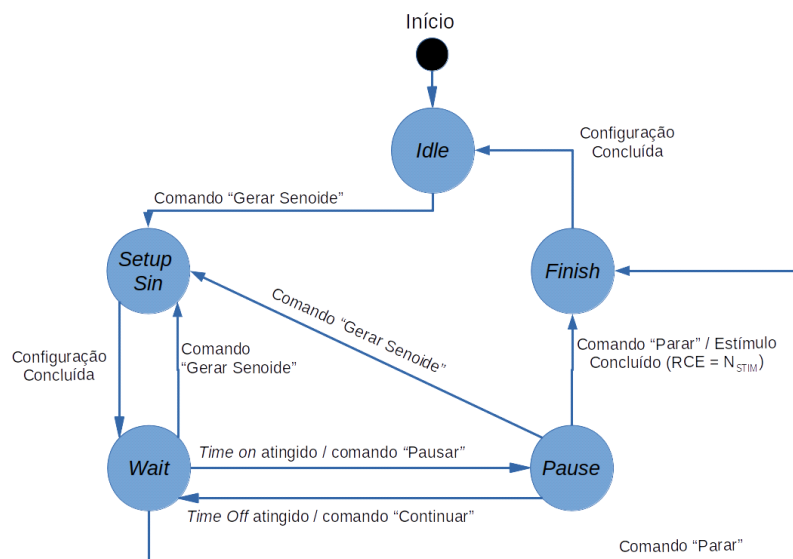 Início
Idle
Configuração
Concluída
Comando “Gerar Senoide”
Setup
Sin
Finish
Comando “Gerar Senoide”
Configuração
Concluída
Comando
“Gerar Senoide”
Comando “Parar” / Estímulo
Concluído (RCE = NSTIM)
Wait
Time on atingido / comando “Pausar”
Pause
Time Off atingido / comando “Continuar”
Comando “Parar”